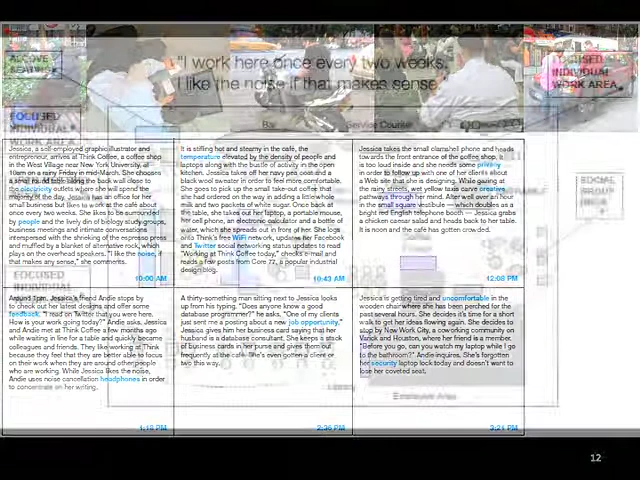 "I work here once every two weeks.
I like the noise if that makes sense.
ALCOVE
SEATING
FOCUSED
INDIVIDUAL
WORK AREA
FOCUSED
INDIVIDUAL
WORK AREA
Bar
Service Counter
SOCIAL
GROUP
AREA
FOCUSED
INDIVIDUAL
Employee Area
Jessica, a self-employed graphic illustrator and
entrepreneur, arrives at Think Coffee, a coffee shop
in the West Village near New York University, at
10am on a rainy Friday in mid-March. She chooses
a small round table along the back wall close to
the electricity outlets where she will spend the
majority of the day. Jessica has an office for her
small business but likes to work at the café about
once every two weeks. She likes to be surrounded
by people and the lively din of biology study groups,
business meetings and intimate conversations
interspersed with the shrieking of the espresso press
and muffled by a blanket of alternative rock, which
plays on the overhead speakers. "I like the noise, if
that makes any sense," she comments.
10:00 AM
It is stifling hot and steamy in the café, the
temperature elevated by the density of people and
laptops along with the bustle of activity in the open
kitchen. Jessica takes off her navy pea coat and a
black wool sweater in order to feel more comfortable.
She goes to pick up the small take-out coffee that
she had ordered on the way in adding a little whole
milk and two packets of white sugar. Once back at
the table, she takes out her laptop, a portable mouse,
her cell phone, an electronic calculator and a bottle of
water, which she spreads out in front of her. She logs
onto Think's free WiFi network, updates her Facebook
and Twitter social networking status updates to read
"Working at Think Coffee today," checks e-mail and
reads a few posts from Core 77, a popular industrial
design blog.
10:43 AM
Jessica takes the small clamshell phone and heads
towards the front entrance of the coffee shop. It
is too loud inside and she needs some privacy
in order to follow up with one of her clients about
a Web site that she is designing. While gazing at
the rainy streets, wet yellow taxis carve creative
pathways through her mind. After well over an hour
in the small square vestibule — which doubles as a
bright red English telephone booth — Jessica grabs
a chicken caesar salad and heads back to her table.
It is noon and the café has gotten crowded.
12:08 PM
Around 1pm, Jessica's friend Andie stops by
to check out her latest designs and offer some
feedback. "I read on Twitter that you were here.
How is your work going today?" Andie asks. Jessica
and Andie met at Think Coffee a few months ago
while waiting in line for a table and quickly became
colleagues and friends. They like working at Think
because they feel that they are better able to focus
on their work when they are around other people
who are working. While Jessica likes the noise,
Andie uses noise cancellation headphones in order
to concentrate on her writing.
1:18 PM
A thirty-something man sitting next to Jessica looks
up from his typing. "Does anyone know a good
database programmer?" he asks. "One of my clients
just sent me a posting about a new job opportunity."
Jessica gives him her business card saying that her
husband is a database consultant. She keeps a stack
of business cards in her purse and gives them out
frequently at the café. She's even gotten a client or
two this way.
2:36 PM
Jessica is getting tired and uncomfortable in the
wooden chair where she has been perched for the
past several hours. She decides it's time for a short
walk to get her ideas flowing again. She decides to
stop by New Work City, a coworking community on
Varick and Houston, where her friend is a member.
"Before you go, can you watch my laptop while I go
to the bathroom?" Andie inquires. She's forgotten
her security laptop lock today and doesn't want to
lose her coveted seat.
3:21 PM
12